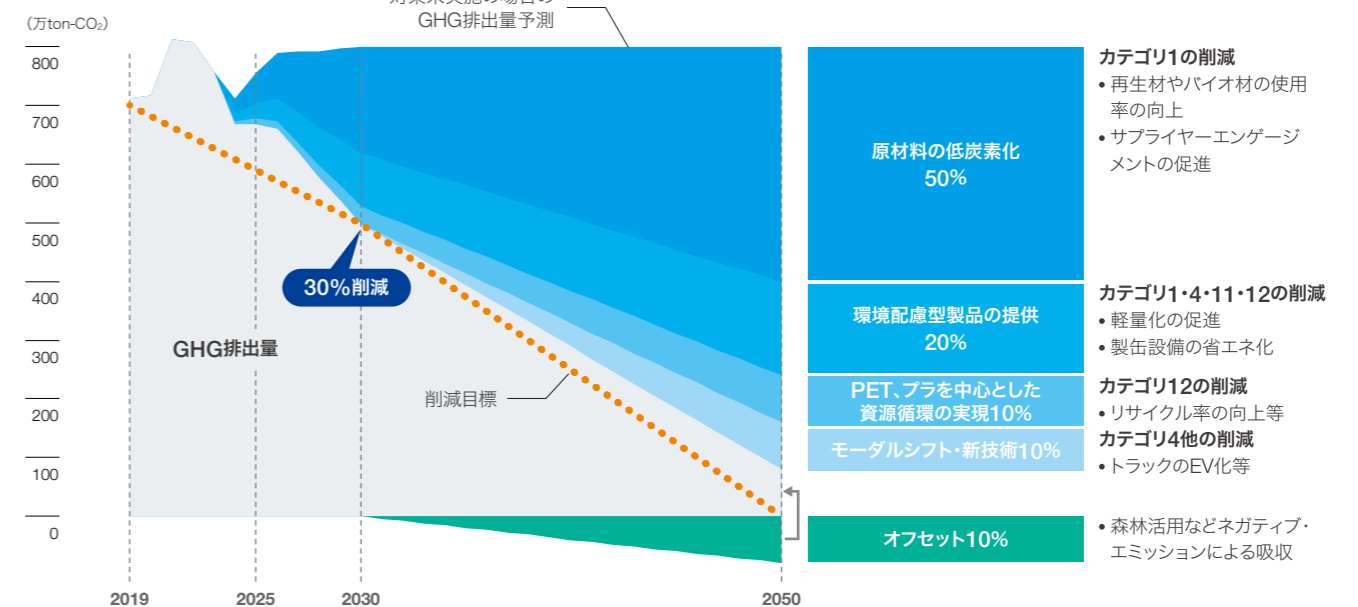 (万ton-CO₂)
GHG排出量予測
800
700
600
500
400
300
200
100
0
30%削減
GHG排出量
削減目標
2019
2025
2030
2050
原材料の低炭素化
50%
環境配慮型製品の提供
20%
PET、プラを中心とした
資源循環の実現10%
モーダルシフト・新技術10%
オフセット10%
カテゴリ1の削減
• 再生材やバイオ材の使用
率の向上
• サプライヤーエンゲージ
メントの促進
カテゴリ1・4・11・12の削減
• 軽量化の促進
• 製缶設備の省エネ化
カテゴリ12の削減
• リサイクル率の向上等
カテゴリ4他の削減
• トラックのEV化等
• 森林活用などネガティブ・
エミッションによる吸収